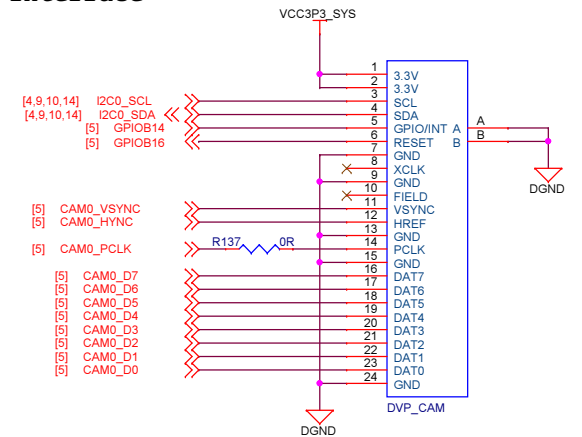 VCC3P3_SYS
1 3.3V
2 3.3V
[4,9,10,14] I2C0_SCL 3 SCL
[4,9,10,14] I2C0_SDA 4 SDA
[5] GPIOB14 5 GPIO/INT A A
[5] GPIOB16 6 RESET B B
7 GND
8 XCLK
9 GND
10 FIELD
DGND
[5] CAM0_VSYNC 11 VSYNC
[5] CAM0_HYNC 12 HREF
13 GND
[5] CAM0_PCLK R137 0R 14 PCLK
15 GND
[5] CAM0_D7 16 DAT7
[5] CAM0_D6 17 DAT6
[5] CAM0_D5 18 DAT5
[5] CAM0_D4 19 DAT4
[5] CAM0_D3 20 DAT3
[5] CAM0_D2 21 DAT2
[5] CAM0_D1 22 DAT1
[5] CAM0_D0 23 DAT0
24 GND
DVP_CAM
DGND